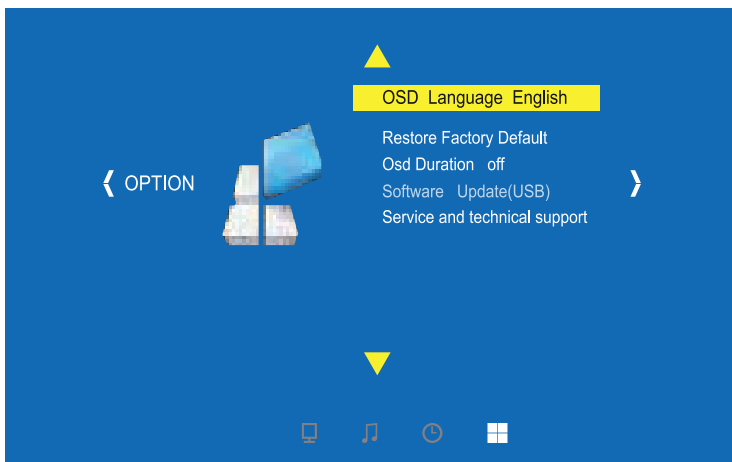 OSD Language English
Restore Factory Default
Osd Duration off
OPTION
Software Update(USB)
Service and technical support